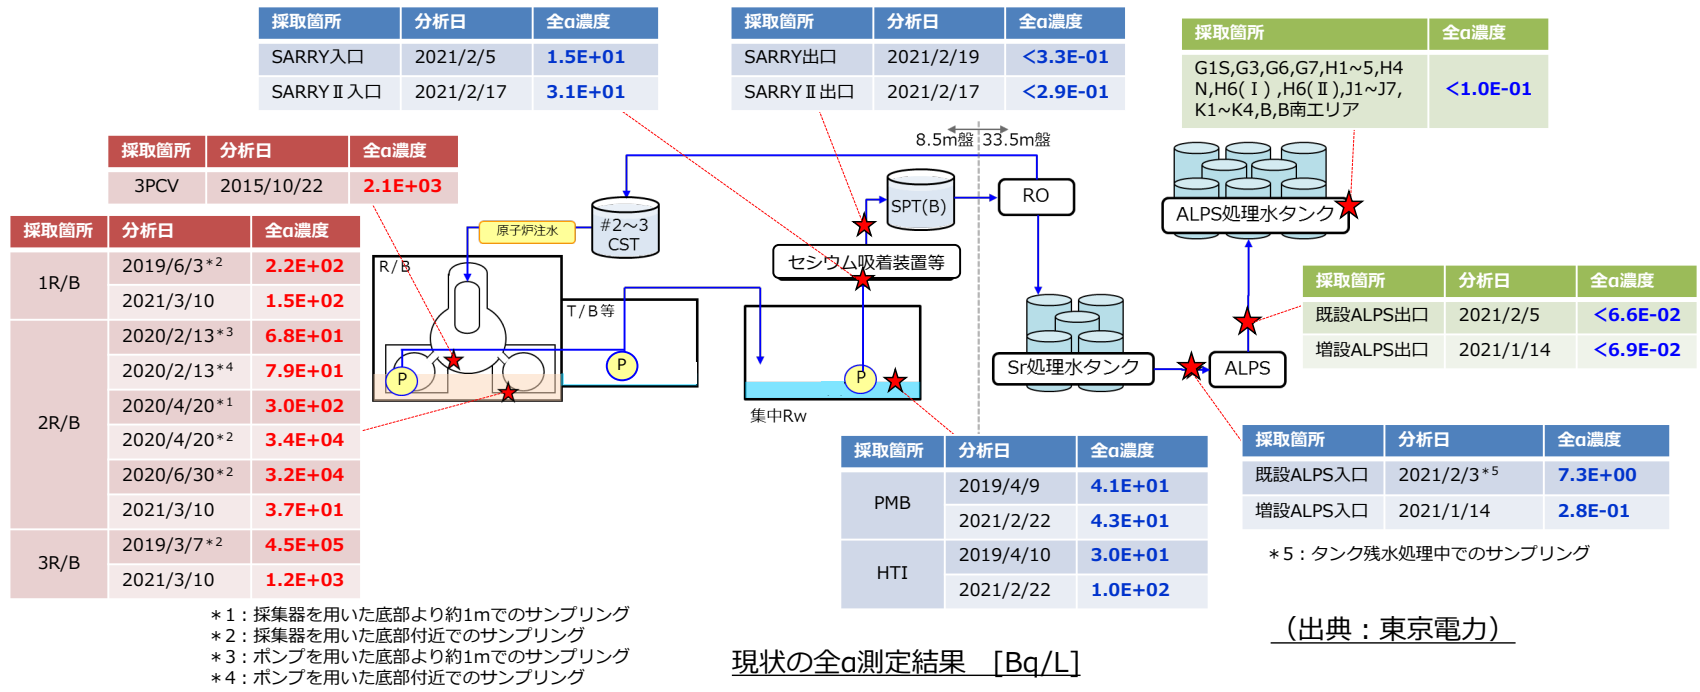 採取箇所 分析日 全α濃度
SARRY入口 2021/2/5 1.5E+01
SARRYⅡ入口 2021/2/17 3.1E+01
採取箇所 分析日 全α濃度
SARRY出口 2021/2/19 <3.3E-01
SARRYⅡ出口 2021/2/17 <2.9E-01
採取箇所 全α濃度
G1S,G3,G6,G7,H1~5,H4
N,H6(Ⅰ),H6(Ⅱ),J1~J7,
K1~K4,B,B南エリア
<1.0E-01
8.5m盤 33.5m盤
採取箇所 分析日 全α濃度
3PCV 2015/10/22 2.1E+03
採取箇所 分析日 全α濃度
1R/B 2019/6/3*2 2.2E+02
2021/3/10 1.5E+02
2R/B 2020/2/13*3 6.8E+01
2020/2/13*4 7.9E+01
2020/4/20*1 3.0E+02
2020/4/20*2 3.4E+04
2020/6/30*2 3.2E+04
2021/3/10 3.7E+01
3R/B 2019/3/7*2 4.5E+05
2021/3/10 1.2E+03
*1:採集器を用いた底部より約1mでのサンプリング
*2:採集器を用いた底部付近でのサンプリング
*3:ポンプを用いた底部より約1mでのサンプリング
*4:ポンプを用いた底部付近でのサンプリング
原子炉注水
#2~3
CST
R/B
T/B等
P
P
P
集中Rw
セシウム吸着装置等
SPT(B)
RO
Sr処理水タンク
ALPS
ALPS処理水タンク
採取箇所 分析日 全α濃度
既設ALPS出口 2021/2/5 <6.6E-02
増設ALPS出口 2021/1/14 <6.9E-02
採取箇所 分析日 全α濃度
PMB 2019/4/9 4.1E+01
2021/2/22 4.3E+01
HTI 2019/4/10 3.0E+01
2021/2/22 1.0E+02
採取箇所 分析日 全α濃度
既設ALPS入口 2021/2/3*5 7.3E+00
増設ALPS入口 2021/1/14 2.8E-01
*5:タンク残水処理中でのサンプリング
(出典:東京電力)
現状の全α測定結果 [Bq/L]